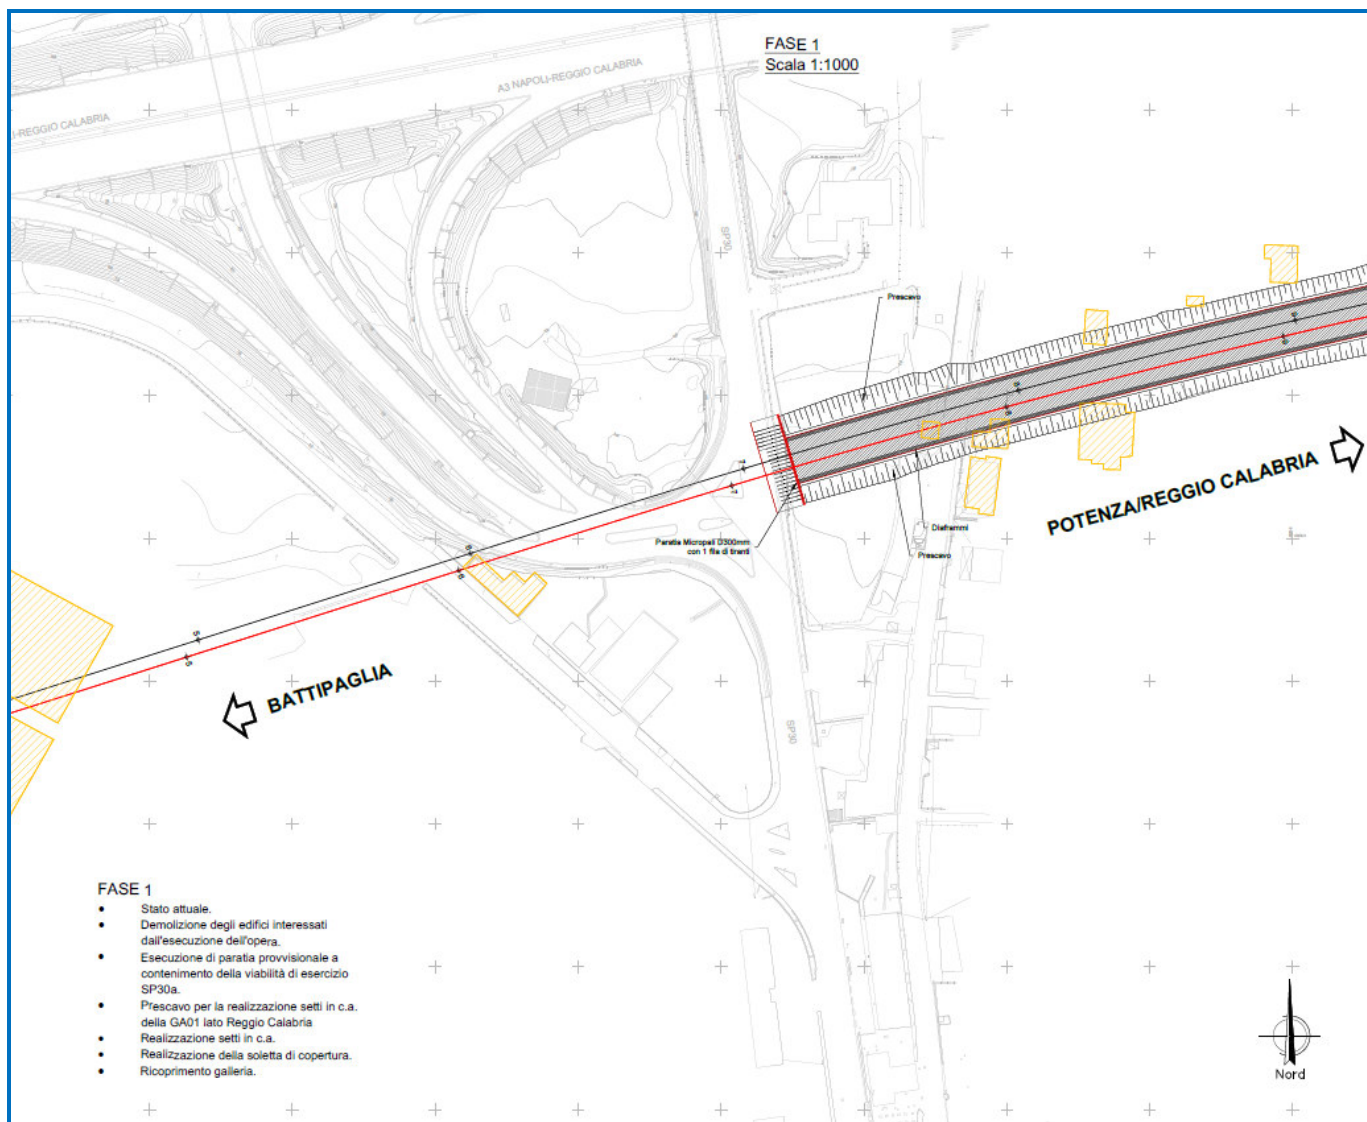 FASE 1
Scala 1:1000
A3 NAPOLI-REGGIO CALABRIA
I-REGGIO CALABRIA
SP30
Prescavo
POTENZA/REGGIO CALABRIA
Paratia Micropali D300mm
con 1 fila di tiranti
Diaframmi
Prescavo
BATTIPAGLIA
SP30
FASE 1
• Stato attuale.
• Demolizione degli edifici interessati
dall'esecuzione dell'opera.
• Esecuzione di paratia provvisionale a
contenimento della viabilità di esercizio
SP30a.
• Prescavo per la realizzazione setti in c.a.
della GA01 lato Reggio Calabria
• Realizzazione setti in c.a.
• Realizzazione della soletta di copertura.
• Ricoprimento galleria.
Nord